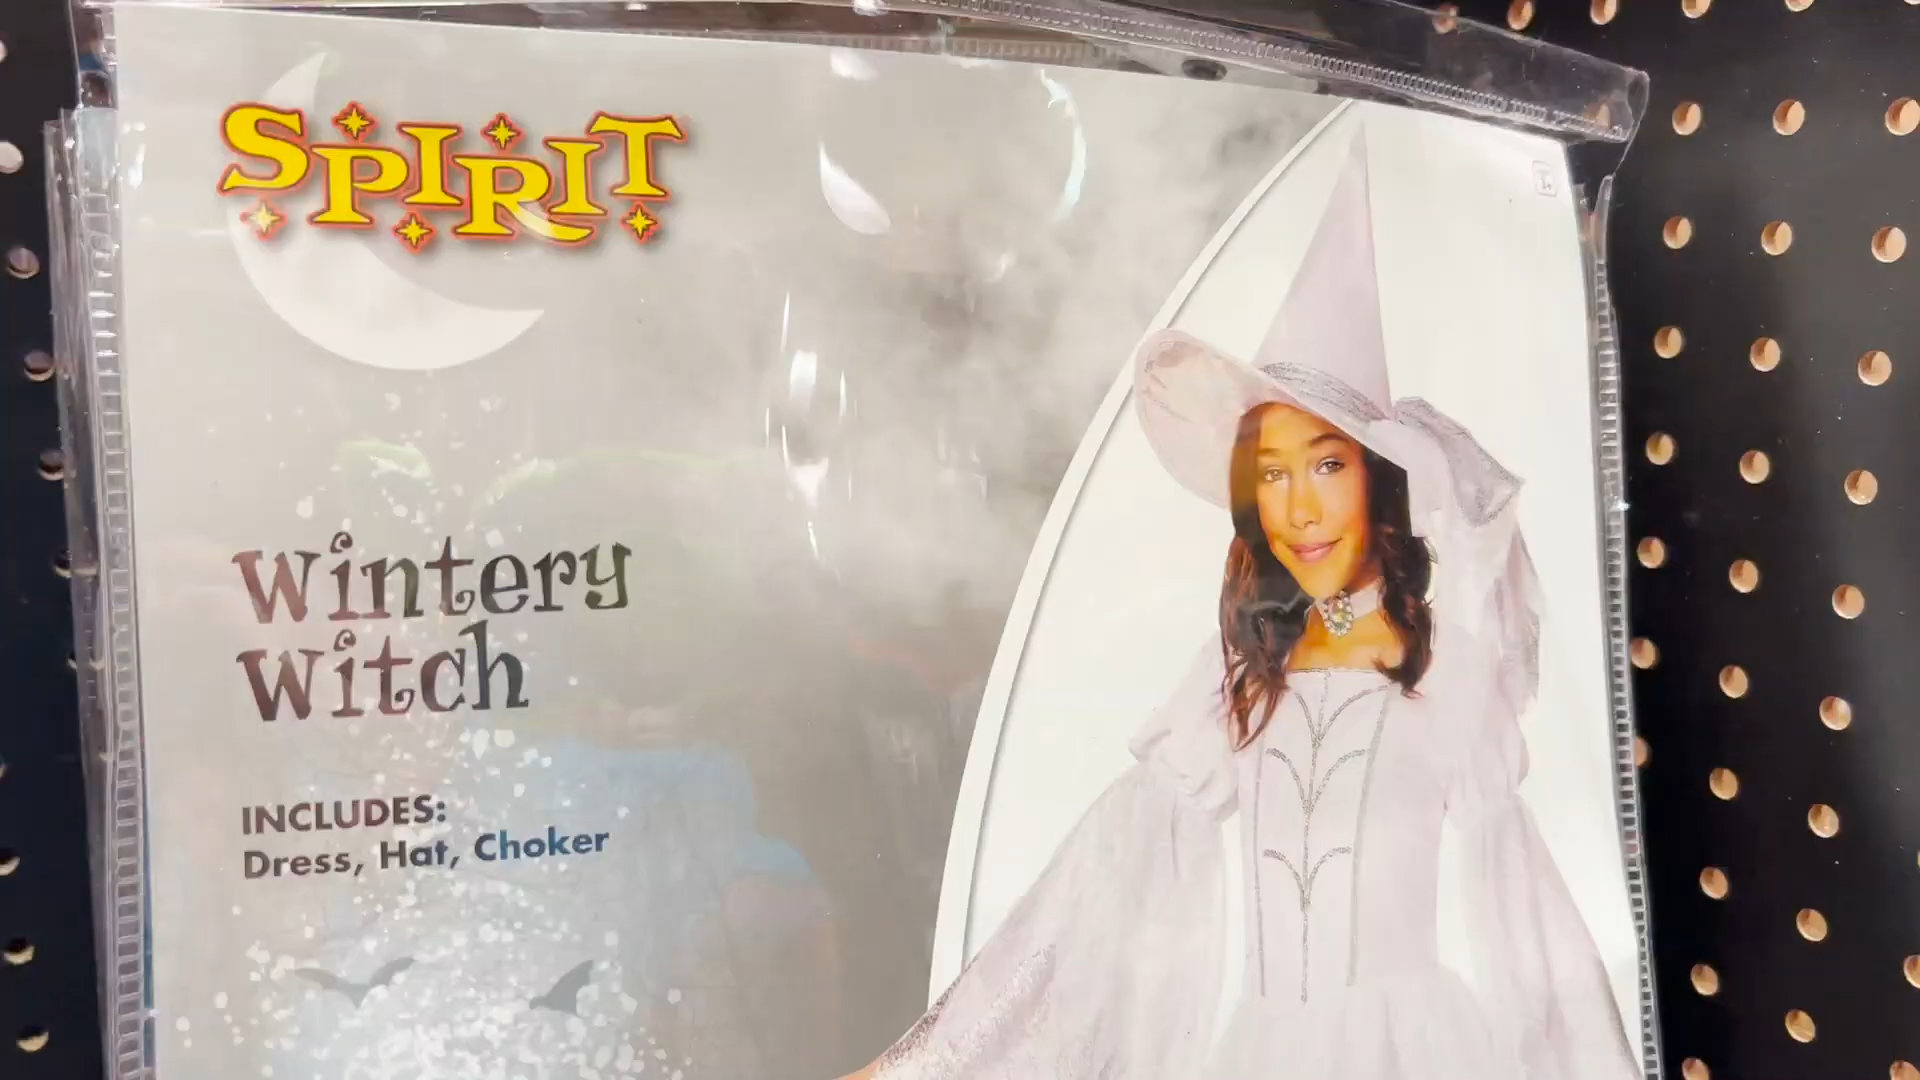 SPIRIT
Wintery
Witch
INCLUDES:
Dress, Hat, Choker